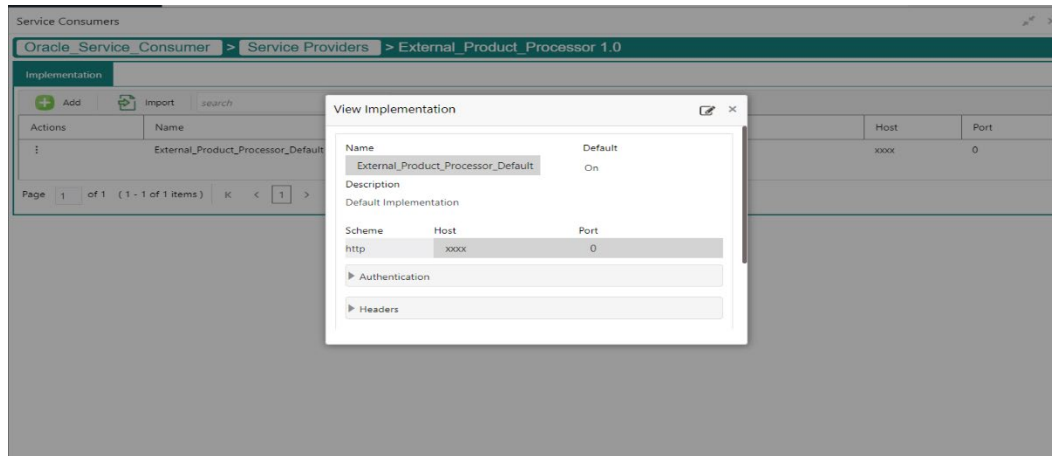 Service Consumers
Oracle_Service_Consumer > Service Providers > External_Product_Processor 1.0
Implementation
Add Import search
Actions Name Host Port
External_Product_Processor_Default xxxx 0
Page 1 of 1 (1 - 1 of 1 items) K < 1 >
View Implementation ×
Name Default
External_Product_Processor_Default On
Description
Default Implementation
Scheme Host Port
http xxxx 0
Authentication
Headers